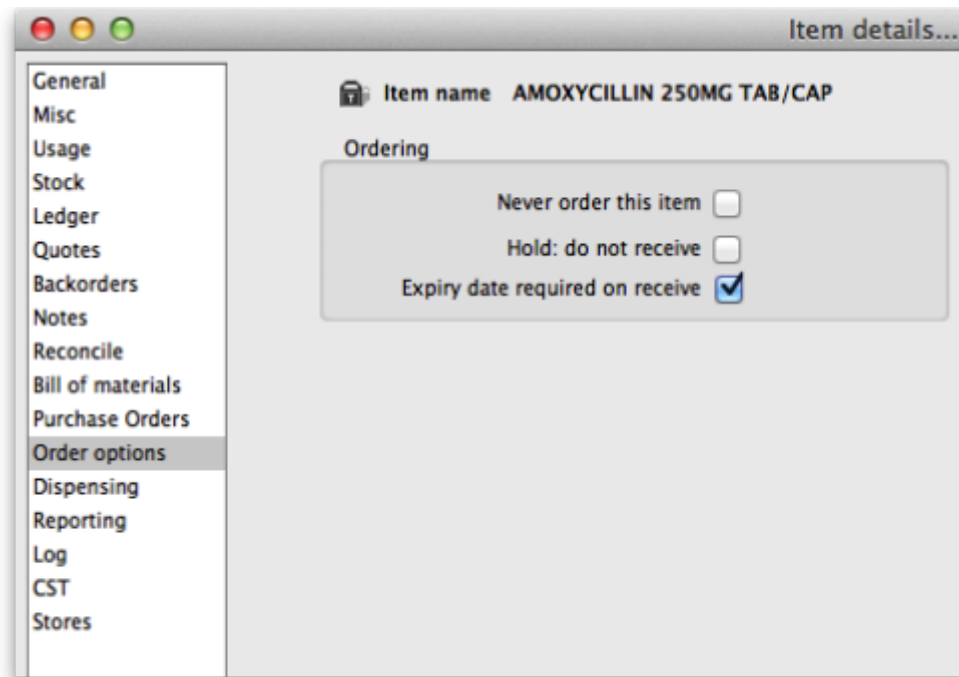 Item details...
General
Misc
Usage
Stock
Ledger
Quotes
Backorders
Notes
Reconcile
Bill of materials
Purchase Orders
Order options
Dispensing
Reporting
Log
CST
Stores
Item name AMOXYCILLIN 250MG TAB/CAP
Ordering
Never order this item
Hold: do not receive
Expiry date required on receive